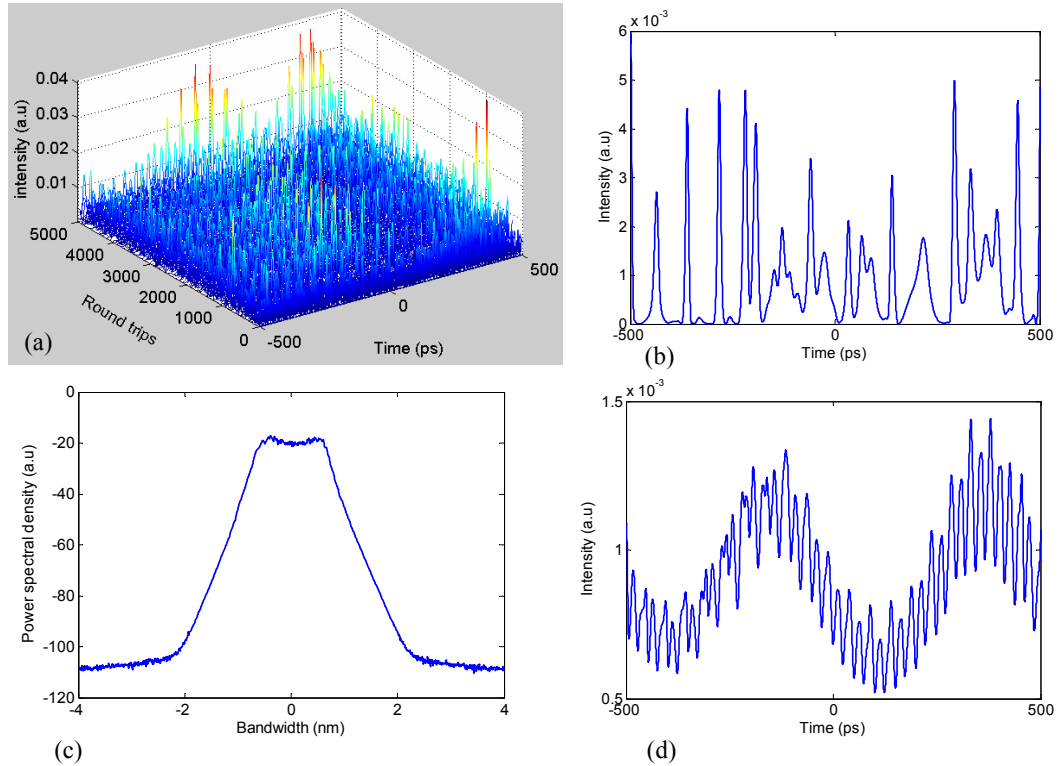 intensity (a.u)
0.04
0.03
0.02
0.01
5000
4000
3000
2000
1000
0
Round trips
-500
0
500
Time (ps)
(a)
x 10⁻³
Intensity (a.u
6
5
4
3
2
1
0
-500
0
500
Time (ps)
(b)
Power spectral density (a.u)
0
-20
-40
-60
-80
-100
-120
-4
-2
0
2
4
Bandwidth (nm)
(c)
x 10⁻³
Intensity (a.u)
1.5
1
0.5
-500
0
500
Time (ps)
(d)